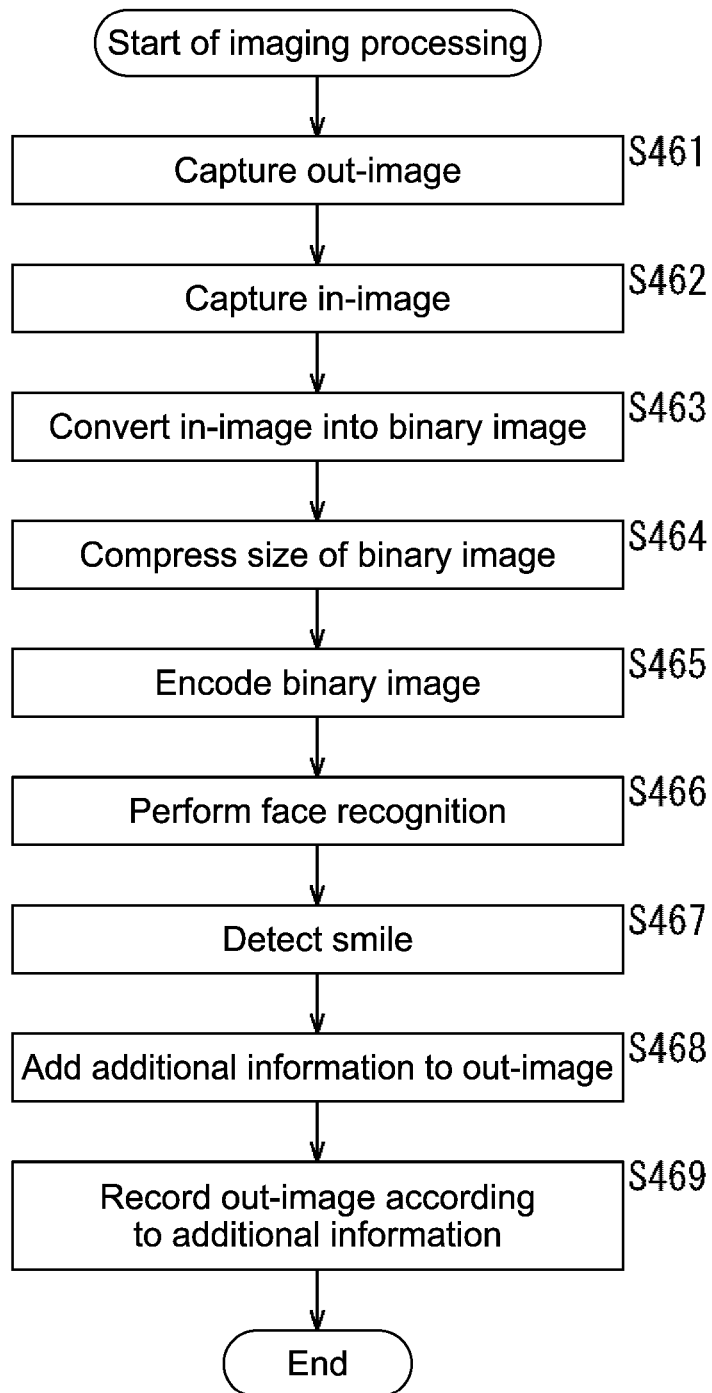 Start of imaging processing
S461
Capture out-image
S462
Capture in-image
S463
Convert in-image into binary image
S464
Compress size of binary image
S465
Encode binary image
S466
Perform face recognition
S467
Detect smile
S468
Add additional information to out-image
S469
Record out-image according
to additional information
End